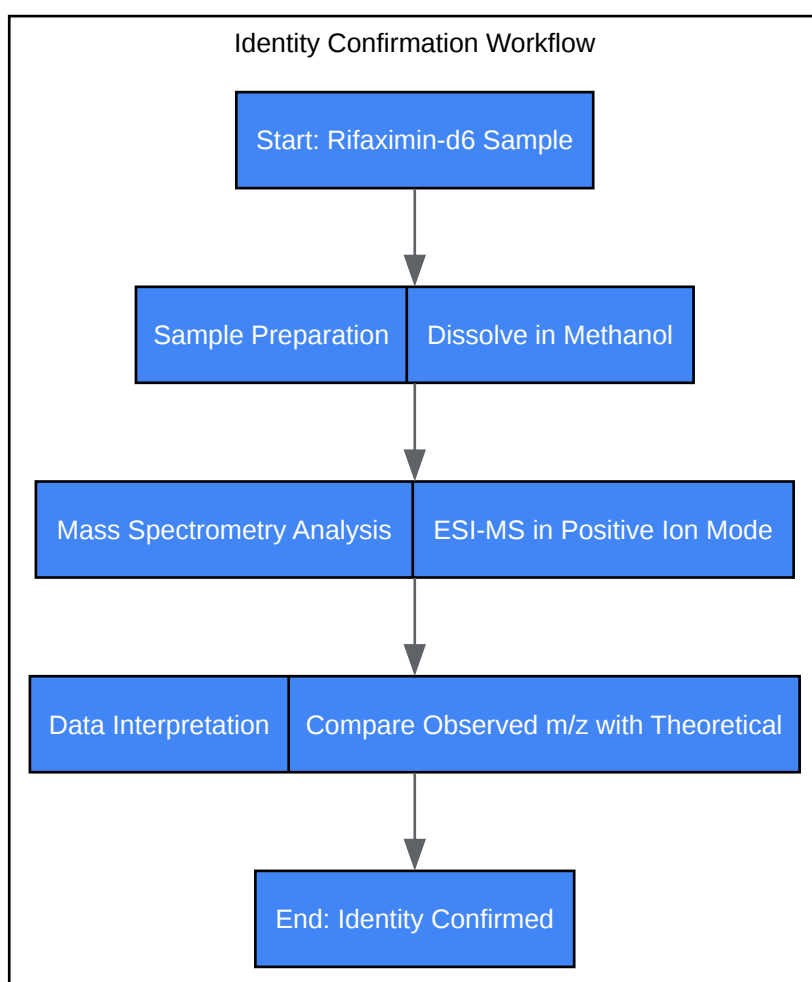 Identity Confirmation Workflow
Start: Rifaximin-d6 Sample
Sample Preparation
Dissolve in Methanol
Mass Spectrometry Analysis
ESI-MS in Positive Ion Mode
Data Interpretation
Compare Observed m/z with Theoretical
End: Identity Confirmed